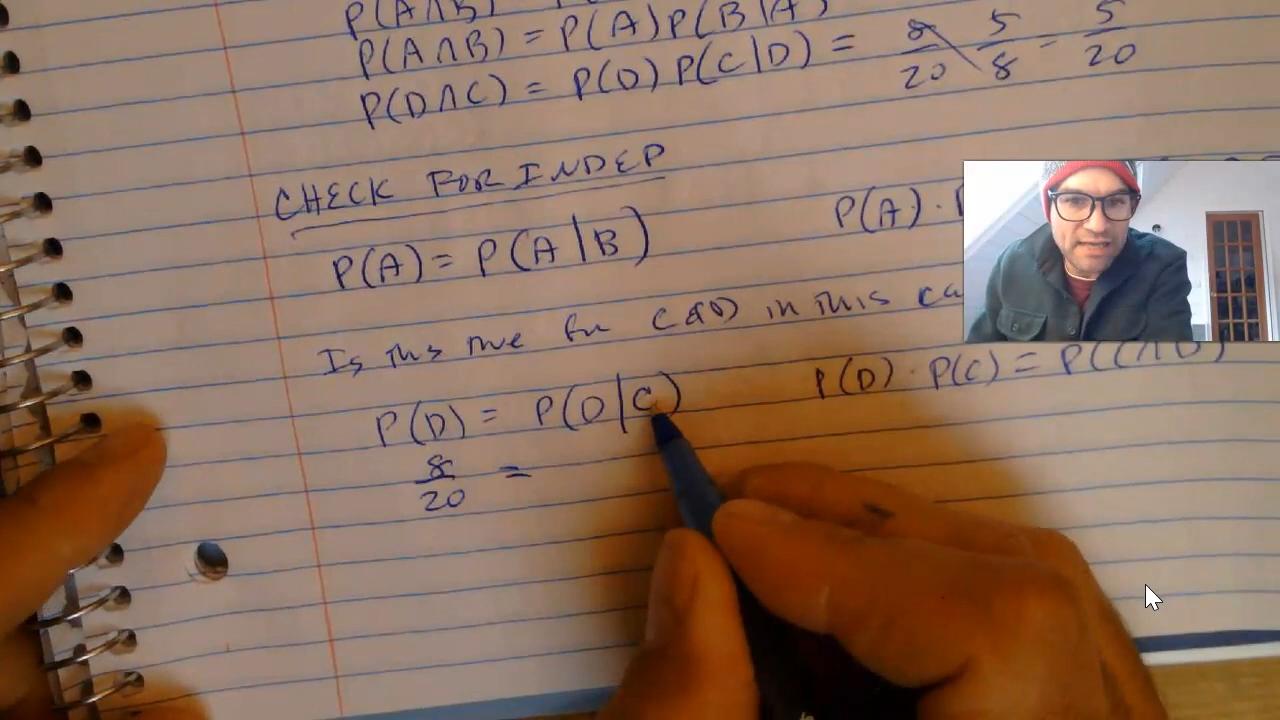 P(A∩B)
P(A∩B) = P(A)P(B|A)
P(D∩C) = P(D) P(C|D) = 8/20 5/8 = 5/20
CHECK FOR INDEP
P(A) = P(A|B)
P(A) ·
Is this true for C&D in this
P(D) = P(D|C)
P(D) · P(C) = P(C∩D)
8/20 =